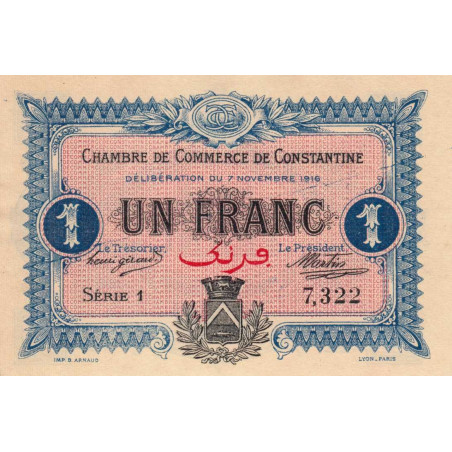 CHAMBRE DE COMMERCE DE CONSTANTINE
DÉLIBÉRATION DU 7 NOVEMBRE 1916
1 UN FRANC 1
Le Trésorier, فرنك Le Président,
SÉRIE 1 7,322
IMP. B. ARNAUD LYON-PARIS